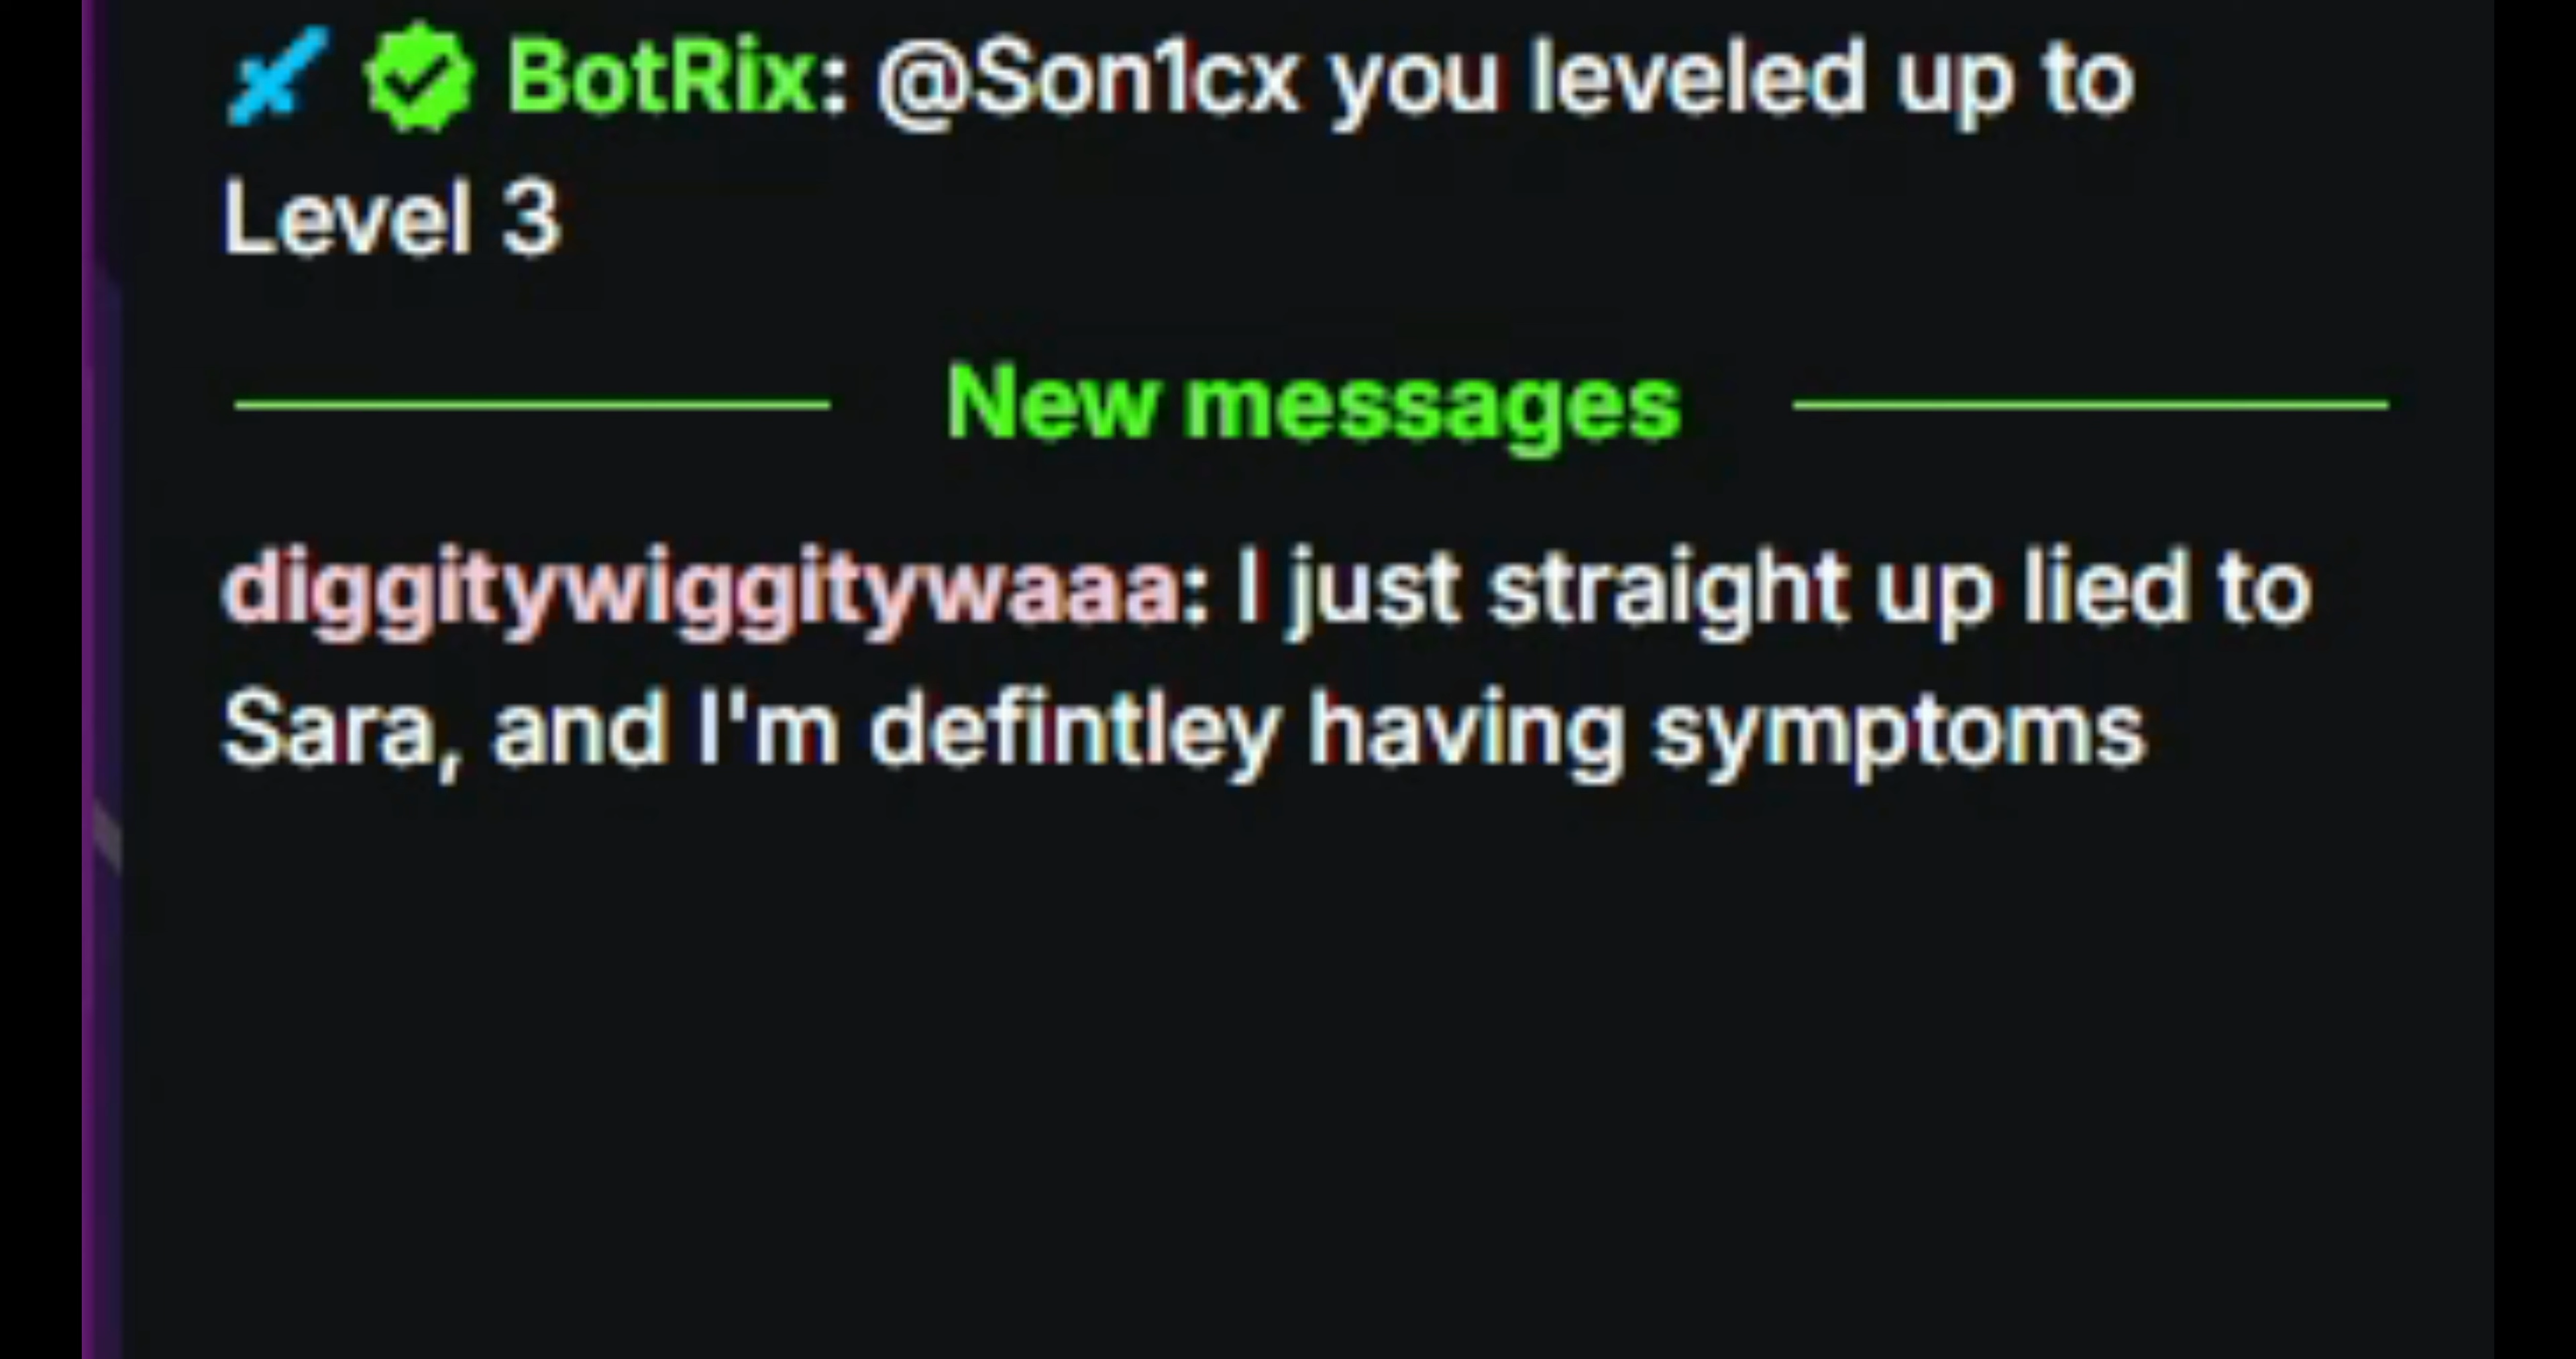 BotRix: @Son1cx you leveled up to
Level 3
New messages
diggitywiggitywaaa: I just straight up lied to
Sara, and I'm defintley having symptoms